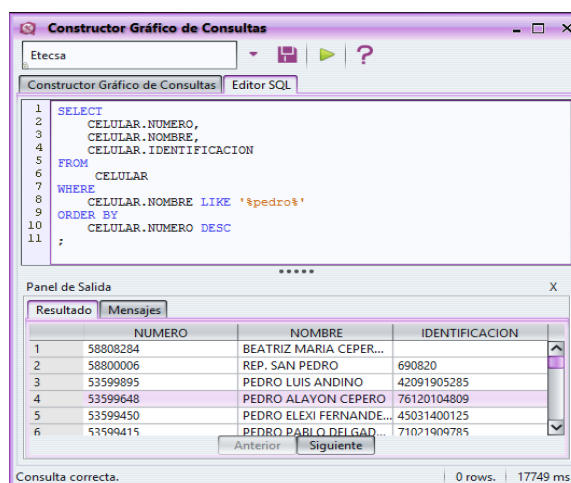 Constructor Gráfico de Consultas
Etecsa
Constructor Gráfico de Consultas Editor SQL
1 SELECT
2 CELULAR.NUMERO,
3 CELULAR.NOMBRE,
4 CELULAR.IDENTIFICACION
5 FROM
6 CELULAR
7 WHERE
8 CELULAR.NOMBRE LIKE '%pedro%'
9 ORDER BY
10 CELULAR.NUMERO DESC
11 ;
Panel de Salida X
Resultado Mensajes
NUMERO NOMBRE IDENTIFICACION
1 58808284 BEATRIZ MARIA CEPER...
2 58800006 REP. SAN PEDRO 690820
3 53599895 PEDRO LUIS ANDINO 42091905285
4 53599648 PEDRO ALAYON CEPERO 76120104809
5 53599450 PEDRO ELEXI FERNANDE... 45031400125
6 53599415 PEDRO PABLO DELGAD... 71021909785
Anterior Siguiente
Consulta correcta. 0 rows. 17749 ms